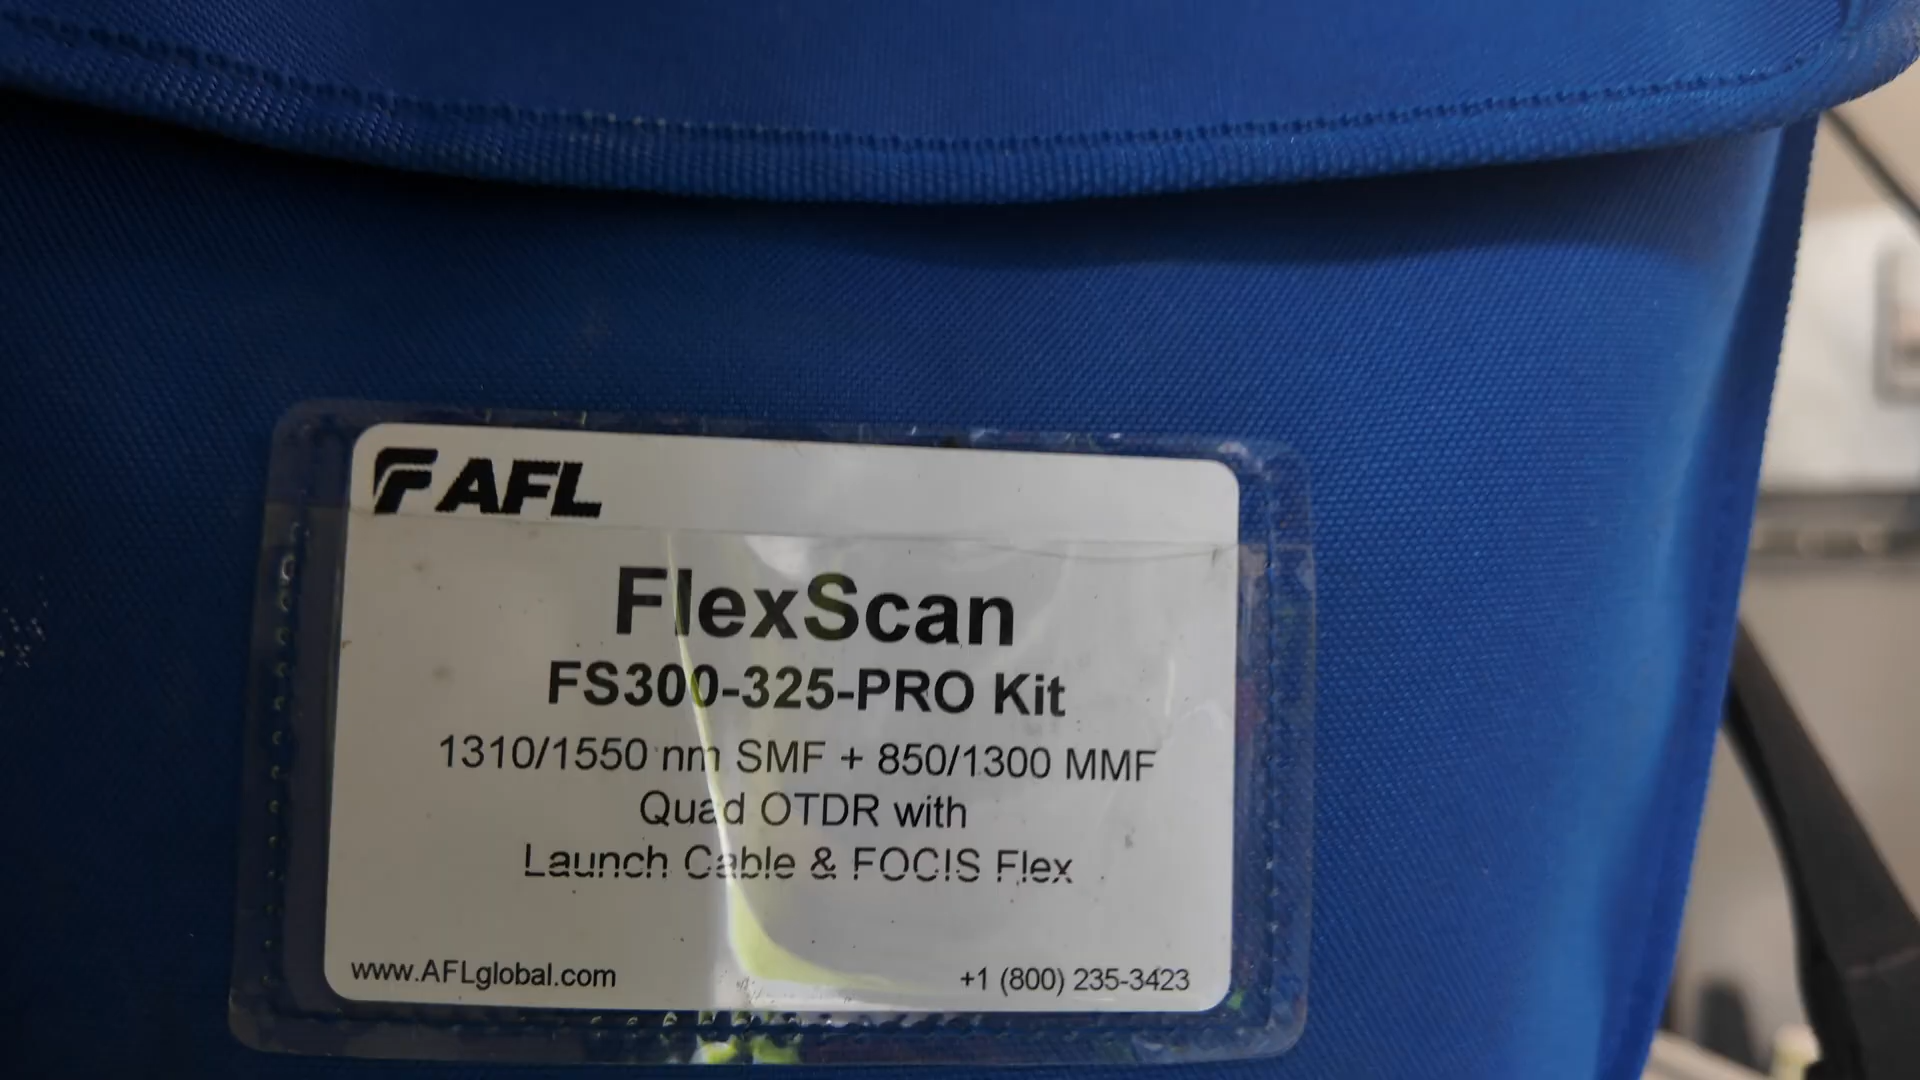 AFL
FlexScan
FS300-325-PRO Kit
1310/1550 nm SMF + 850/1300 MMF
Quad OTDR with
Launch Cable & FOCIS Flex
www.AFLglobal.com
+1 (800) 235-3423